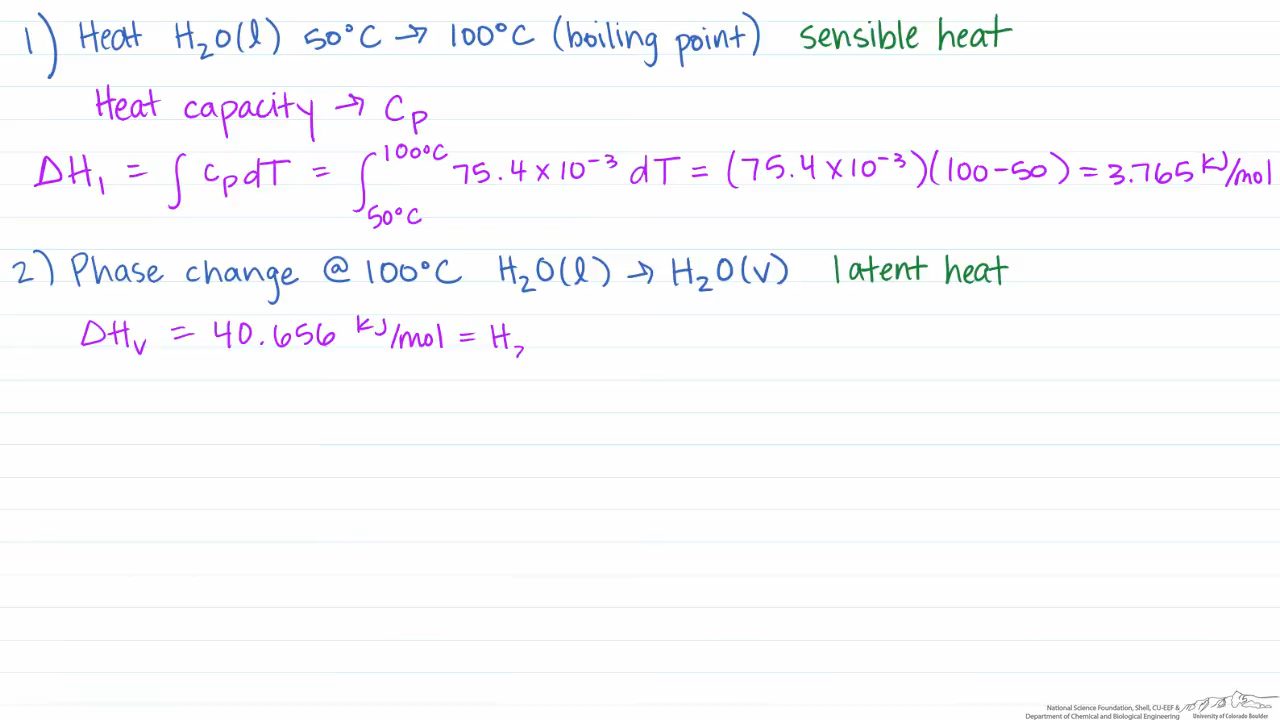 1) Heat H₂O(l) 50°C → 100°C (boiling point) sensible heat
Heat capacity → Cp
ΔH₁ = ∫ CpdT = ∫ 100°C 50°C 75.4 x 10⁻³ dT = (75.4 x 10⁻³)(100-50) = 3.765 kJ/mol
2) Phase change @ 100°C H₂O(l) → H₂O(v) latent heat
ΔHv = 40.656 kJ/mol = H₂
National Science Foundation, Shell, CU-EEF &
Department of Chemical and Biological Engineering
University of Colorado Boulder